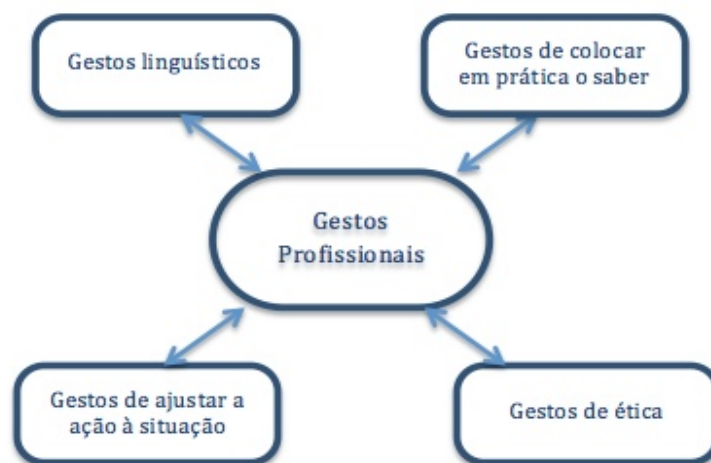 Gestos linguísticos
Gestos de colocar
em prática o saber
Gestos
Profissionais
Gestos de ajustar a
ação à situação
Gestos de ética